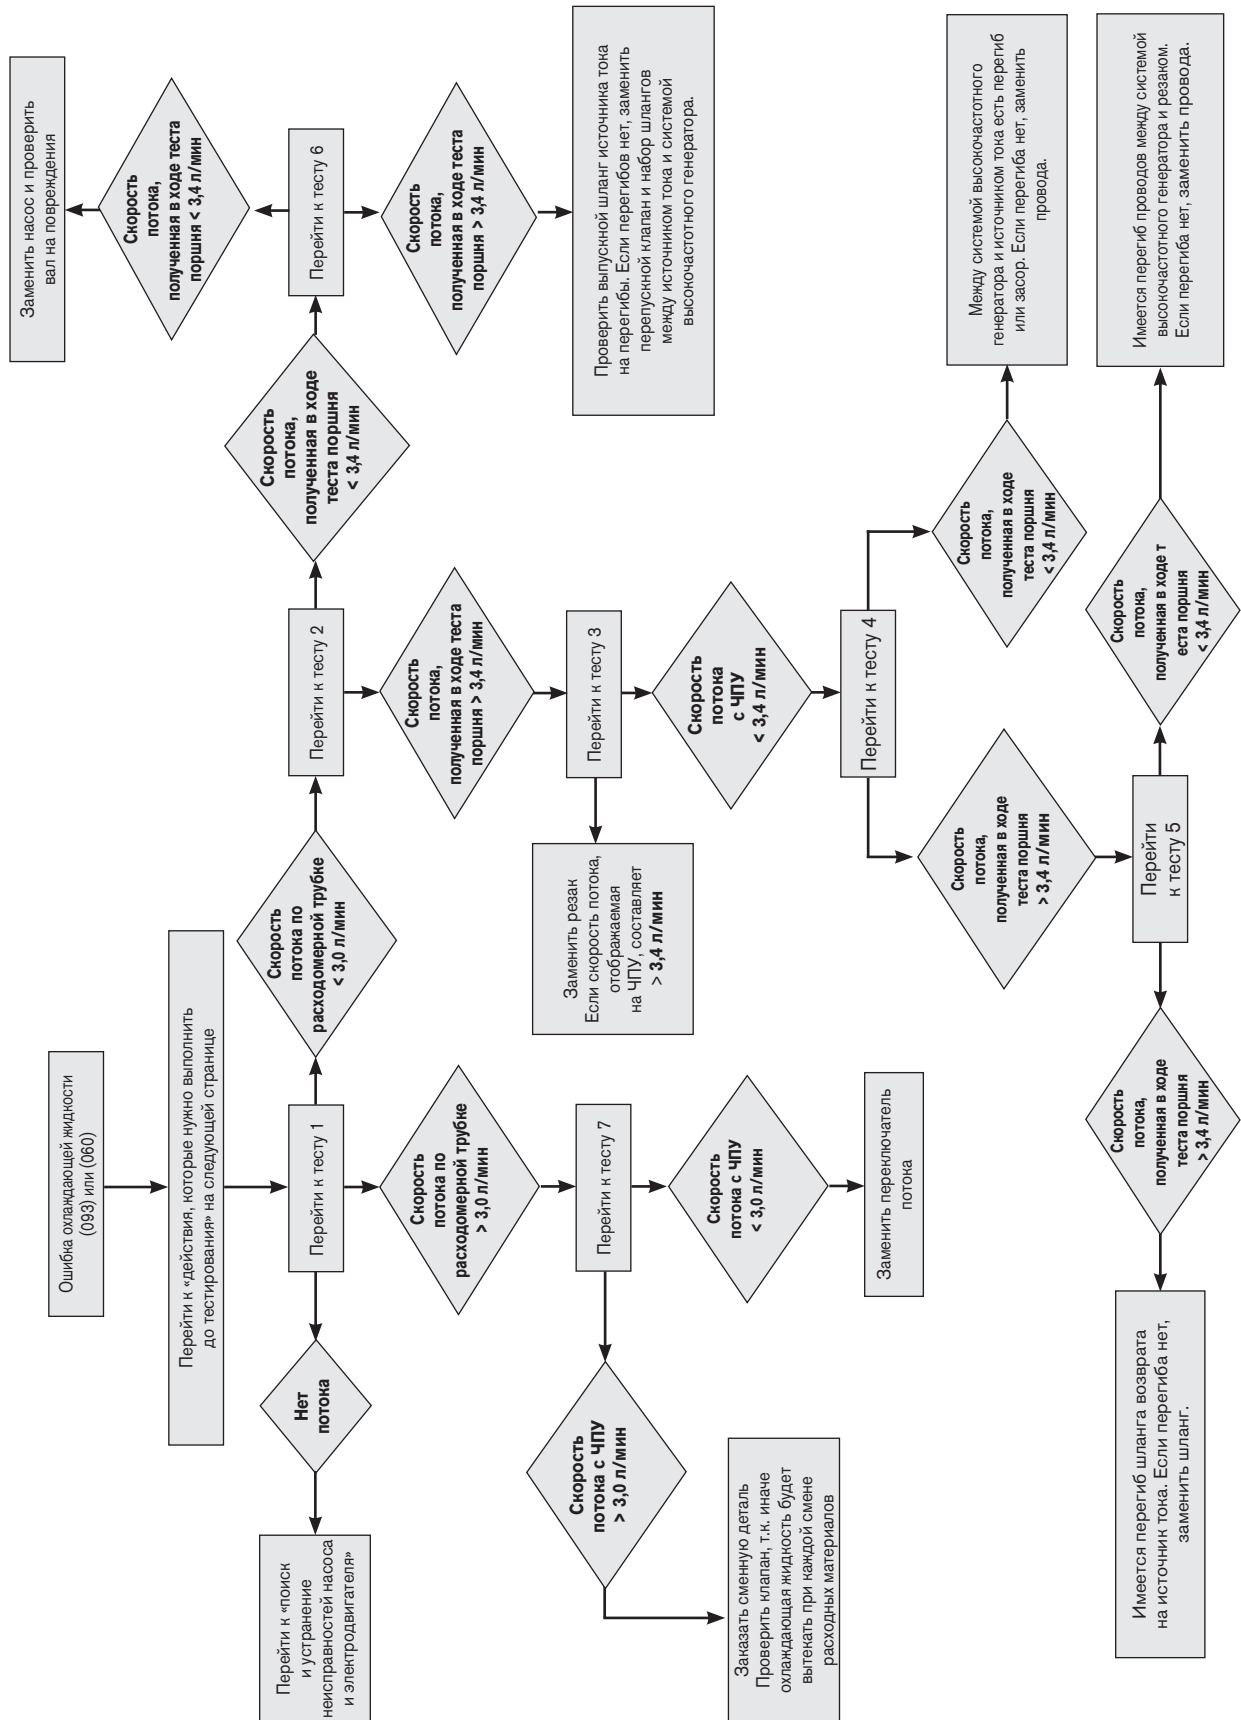 Ошибка охлаждающей жидкости
(093) или (060)
Перейти к «действия, которые нужно выполнить
до тестирования» на следующей странице
Перейти к тесту 1
Нет
потока
Перейти к «поиск
и устранение
неисправностей насоса
и электродвигателя»
Скорость
потока по
расходомерной трубке
> 3,0 л/мин
Перейти к тесту 7
Скорость
потока с ЧПУ
> 3,0 л/мин
Заказать сменную деталь
Проверить клапан, т.к. иначе
охлаждающая жидкость будет
вытекать при каждой смене
расходных материалов
Скорость
потока с ЧПУ
< 3,0 л/мин
Заменить переключатель
потока
Скорость
потока по
расходомерной трубке
< 3,0 л/мин
Перейти к тесту 2
Скорость
потока,
полученная в ходе теста
поршня > 3,4 л/мин
Перейти к тесту 3
Заменить резак
Если скорость потока,
отображаемая
на ЧПУ, составляет
> 3,4 л/мин
Скорость
потока
с ЧПУ
< 3,4 л/мин
Перейти к тесту 4
Скорость
потока,
полученная в ходе
теста поршня
> 3,4 л/мин
Перейти
к тесту 5
Скорость
потока,
полученная в ходе
теста поршня
> 3,4 л/мин
Имеется перегиб шланга возврата
на источник тока. Если перегиба нет,
заменить шланг.
Скорость
потока,
полученная в ходе т
еста поршня
< 3,4 л/мин
Имеется перегиб проводов между системой
высокочастотного генератора и резаком.
Если перегиба нет, заменить провода.
Скорость
потока,
полученная в ходе
теста поршня
< 3,4 л/мин
Между системой высокочастотного
генератора и источником тока есть перегиб
или засор. Если перегиба нет, заменить
провода.
Скорость
потока,
полученная в ходе
теста поршня
< 3,4 л/мин
Перейти к тесту 6
Скорость
потока,
полученная в ходе теста
поршня < 3,4 л/мин
Заменить насос и проверить
вал на повреждения
Скорость
потока,
полученная в ходе теста
поршня > 3,4 л/мин
Проверить выпускной шланг источника тока
на перегибы. Если перегибов нет, заменить
перепускной клапан и набор шлангов
между источником тока и системой
высокочастотного генератора.